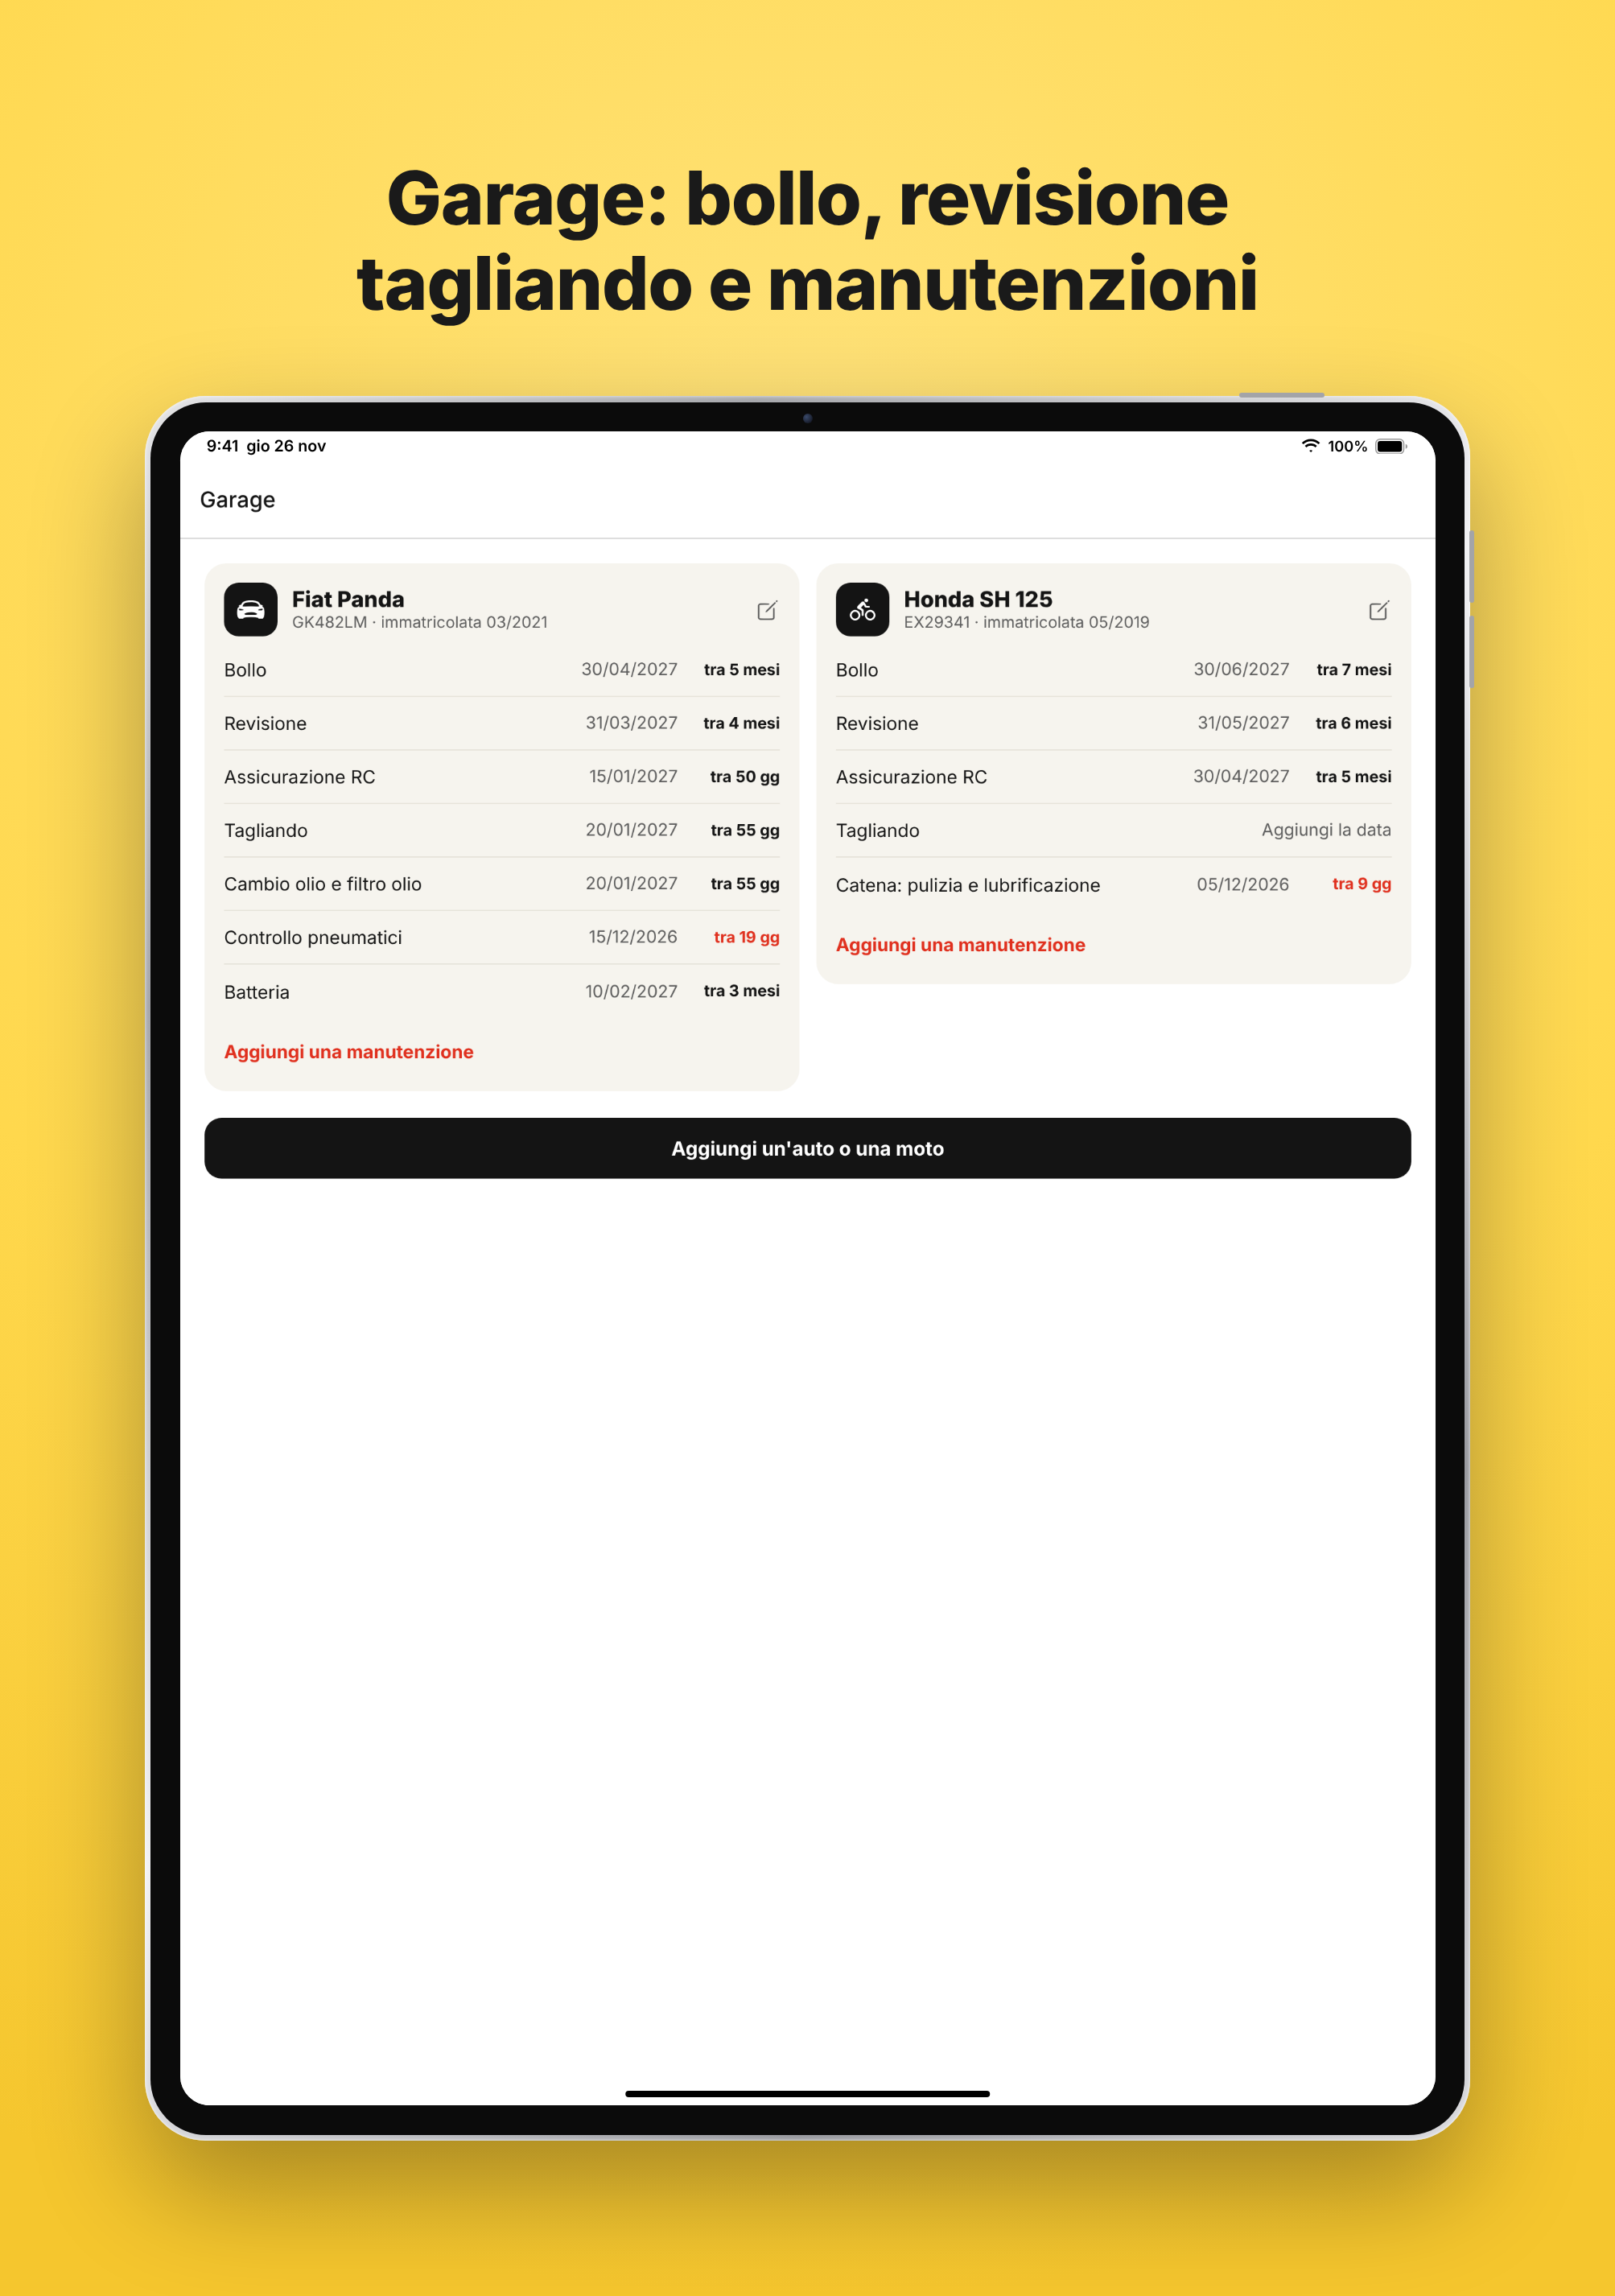 Garage: bollo, revisione
tagliando e manutenzioni
9:41 gio 26 nov
100%
Garage
Fiat Panda
GK482LM · immatricolata 03/2021
Bollo 30/04/2027 tra 5 mesi
Revisione 31/03/2027 tra 4 mesi
Assicurazione RC 15/01/2027 tra 50 gg
Tagliando 20/01/2027 tra 55 gg
Cambio olio e filtro olio 20/01/2027 tra 55 gg
Controllo pneumatici 15/12/2026 tra 19 gg
Batteria 10/02/2027 tra 3 mesi
Aggiungi una manutenzione
Honda SH 125
EX29341 · immatricolata 05/2019
Bollo 30/06/2027 tra 7 mesi
Revisione 31/05/2027 tra 6 mesi
Assicurazione RC 30/04/2027 tra 5 mesi
Tagliando Aggiungi la data
Catena: pulizia e lubrificazione 05/12/2026 tra 9 gg
Aggiungi una manutenzione
Aggiungi un'auto o una moto